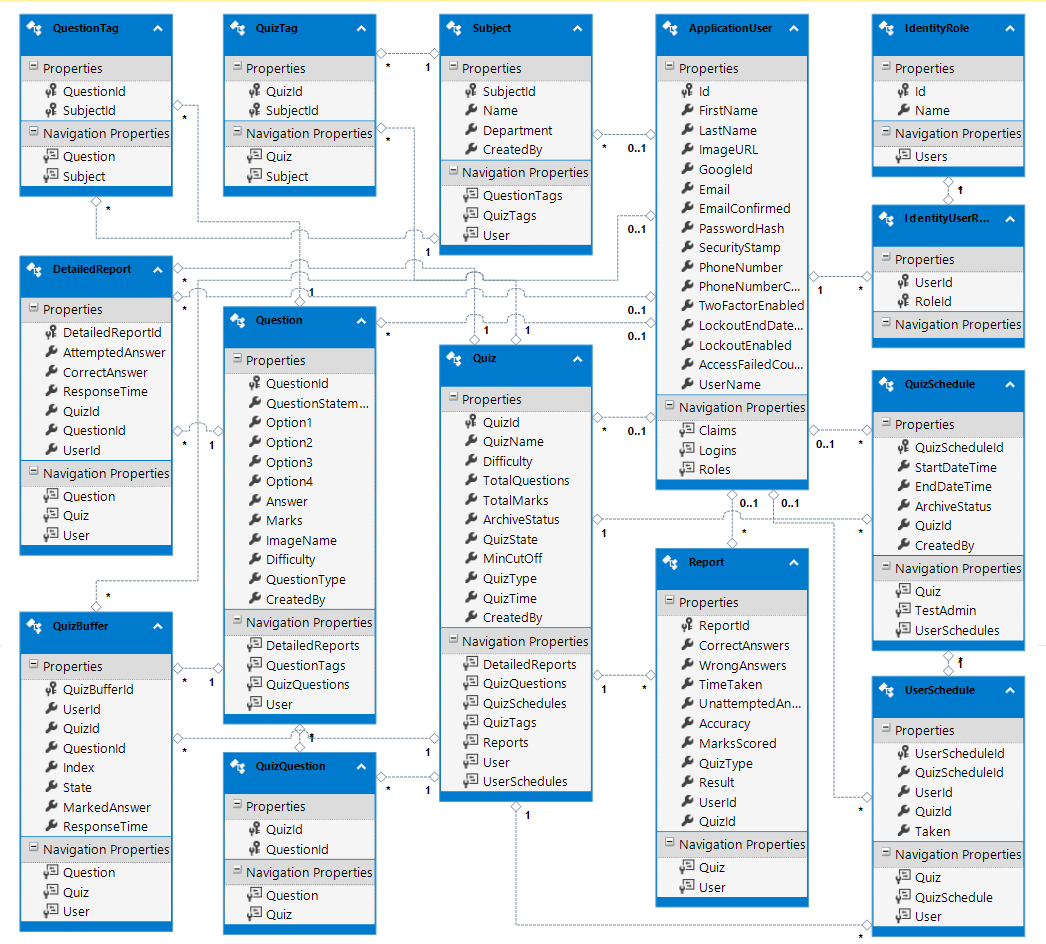 QuestionTag
Properties
QuestionId
SubjectId
Navigation Properties
Question
Subject
QuizTag
Properties
QuizId
SubjectId
Navigation Properties
Quiz
Subject
Subject
Properties
SubjectId
Name
Department
CreatedBy
Navigation Properties
QuestionTags
QuizTags
User
ApplicationUser
Properties
Id
FirstName
LastName
ImageURL
GoogleId
Email
EmailConfirmed
PasswordHash
SecurityStamp
PhoneNumber
PhoneNumberC...
TwoFactorEnabled
LockoutEndDate...
LockoutEnabled
AccessFailedCou...
UserName
Navigation Properties
Claims
Logins
Roles
IdentityRole
Properties
Id
Name
Navigation Properties
Users
IdentityUserR...
Properties
UserId
RoleId
Navigation Properties
DetailedReport
Properties
DetailedReportId
AttemptedAnswer
CorrectAnswer
ResponseTime
QuizId
QuestionId
UserId
Navigation Properties
Question
Quiz
User
Question
Properties
QuestionId
QuestionStatem...
Option1
Option2
Option3
Option4
Answer
Marks
ImageName
Difficulty
QuestionType
CreatedBy
Navigation Properties
DetailedReports
QuestionTags
QuizQuestions
User
Quiz
Properties
QuizId
QuizName
Difficulty
TotalQuestions
TotalMarks
ArchiveStatus
QuizState
MinCutOff
QuizType
QuizTime
CreatedBy
Navigation Properties
DetailedReports
QuizQuestions
QuizSchedules
QuizTags
Reports
User
UserSchedules
QuizSchedule
Properties
QuizScheduleId
StartDateTime
EndDateTime
ArchiveStatus
QuizId
CreatedBy
Navigation Properties
Quiz
TestAdmin
UserSchedules
Report
Properties
ReportId
CorrectAnswers
WrongAnswers
TimeTaken
UnattemptedAn...
Accuracy
MarksScored
QuizType
Result
UserId
QuizId
Navigation Properties
Quiz
User
QuizBuffer
Properties
QuizBufferId
UserId
QuizId
QuestionId
Index
State
MarkedAnswer
ResponseTime
Navigation Properties
Question
Quiz
User
QuizQuestion
Properties
QuizId
QuestionId
Navigation Properties
Question
Quiz
UserSchedule
Properties
UserScheduleId
QuizScheduleId
UserId
QuizId
Taken
Navigation Properties
Quiz
QuizSchedule
User
* 1
*
*
* 0..1
*
1
0..1
*
1
*
0..1
* 0..1
1
1
1 *
* 1
* 0..1
0..1 *
1
0..1
0..1
*
*
* 1
1 *
* 1
* 1
*
1
*